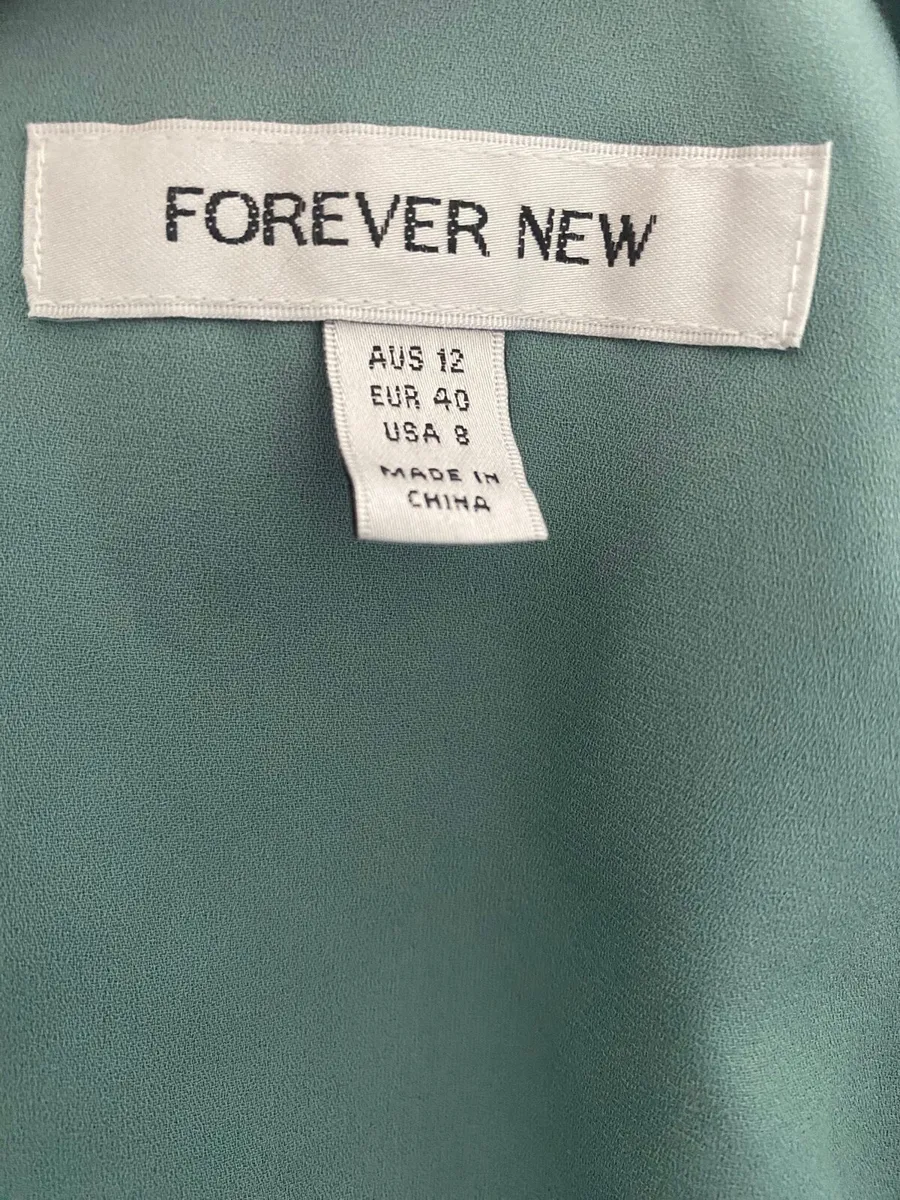 FOREVER NEW
AUS 12
EUR 40
USA 8
MADE IN
CHINA